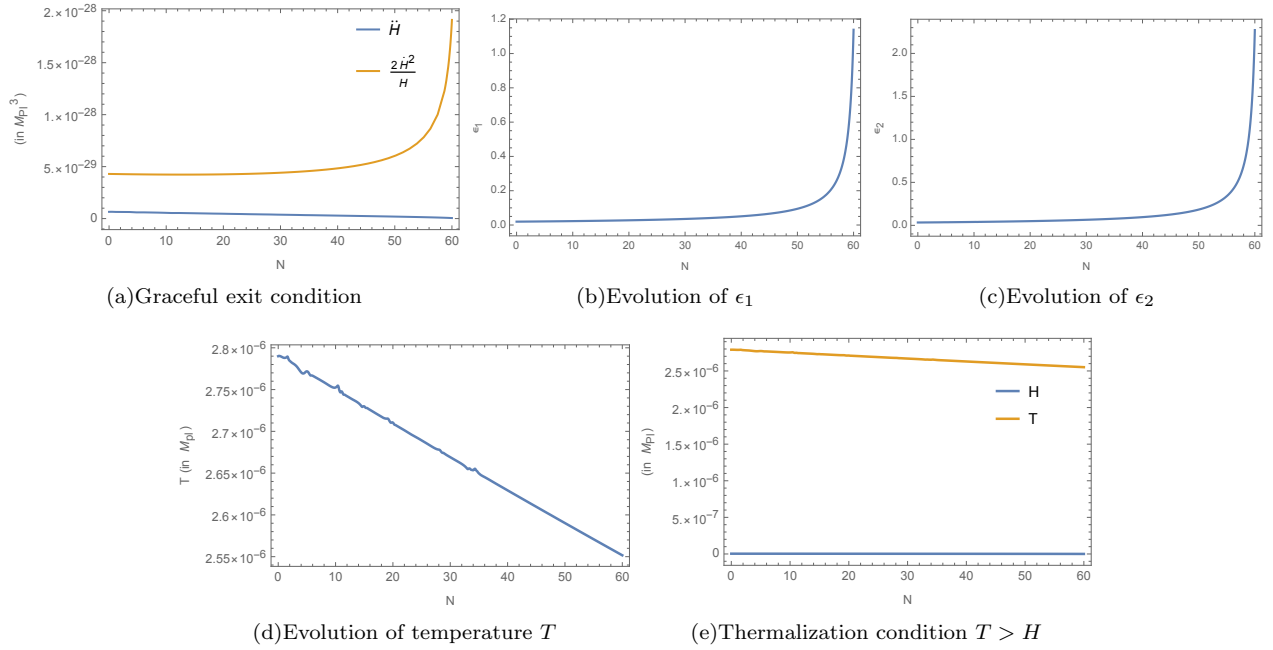 2.×10⁻²⁸
1.×10⁻²⁸
1.×10⁻²⁸
5.×10⁻²⁹
0
(in M_Pl³)
Ḧ
2Ḣ²/H
0 10 20 30 40 50 60
N
(a)Graceful exit condition
1.2
1.0
0.8
0.6
0.4
0.2
0.0
ϵ₁
0 10 20 30 40 50 60
N
(b)Evolution of ϵ₁
2.0
1.5
1.0
0.5
0.0
ϵ₂
0 10 20 30 40 50 60
N
(c)Evolution of ϵ₂
2.8×10⁻⁶
2.75×10⁻⁶
2.7×10⁻⁶
2.65×10⁻⁶
2.6×10⁻⁶
2.55×10⁻⁶
T (in M_pl)
0 10 20 30 40 50 60
N
(d)Evolution of temperature T
2.5×10⁻⁶
2.×10⁻⁶
1.×10⁻⁶
1.×10⁻⁶
5.×10⁻⁷
0
(in M_Pl)
H
T
0 10 20 30 40 50 60
N
(e)Thermalization condition T > H